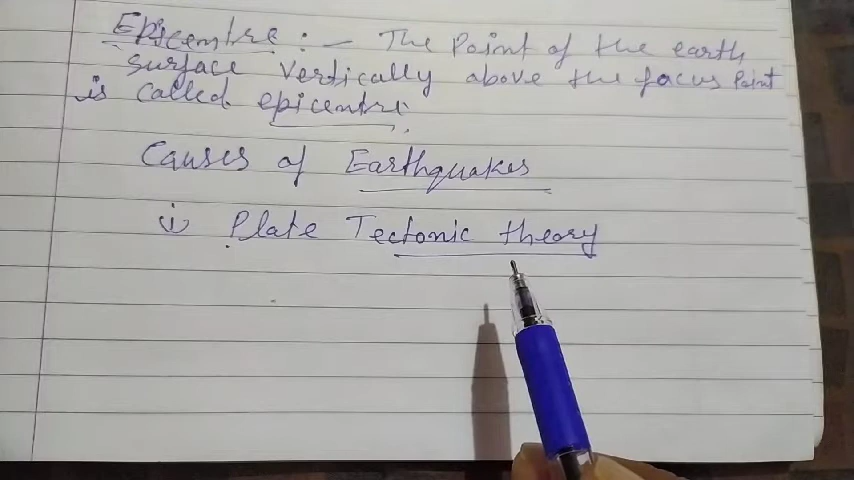 Epicentre :- The Point of the earth
surface vertically above the focus point
is called epicentre.
Causes of Earthquakes
(i) Plate Tectonic theory